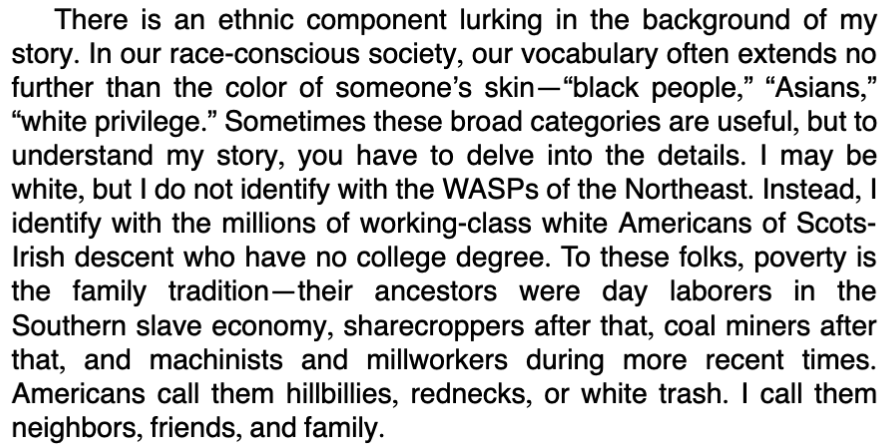 There is an ethnic component lurking in the background of my
story. In our race-conscious society, our vocabulary often extends no
further than the color of someone’s skin—“black people,” “Asians,”
“white privilege.” Sometimes these broad categories are useful, but to
understand my story, you have to delve into the details. I may be
white, but I do not identify with the WASPs of the Northeast. Instead, I
identify with the millions of working-class white Americans of Scots-
Irish descent who have no college degree. To these folks, poverty is
the family tradition—their ancestors were day laborers in the
Southern slave economy, sharecroppers after that, coal miners after
that, and machinists and millworkers during more recent times.
Americans call them hillbillies, rednecks, or white trash. I call them
neighbors, friends, and family.